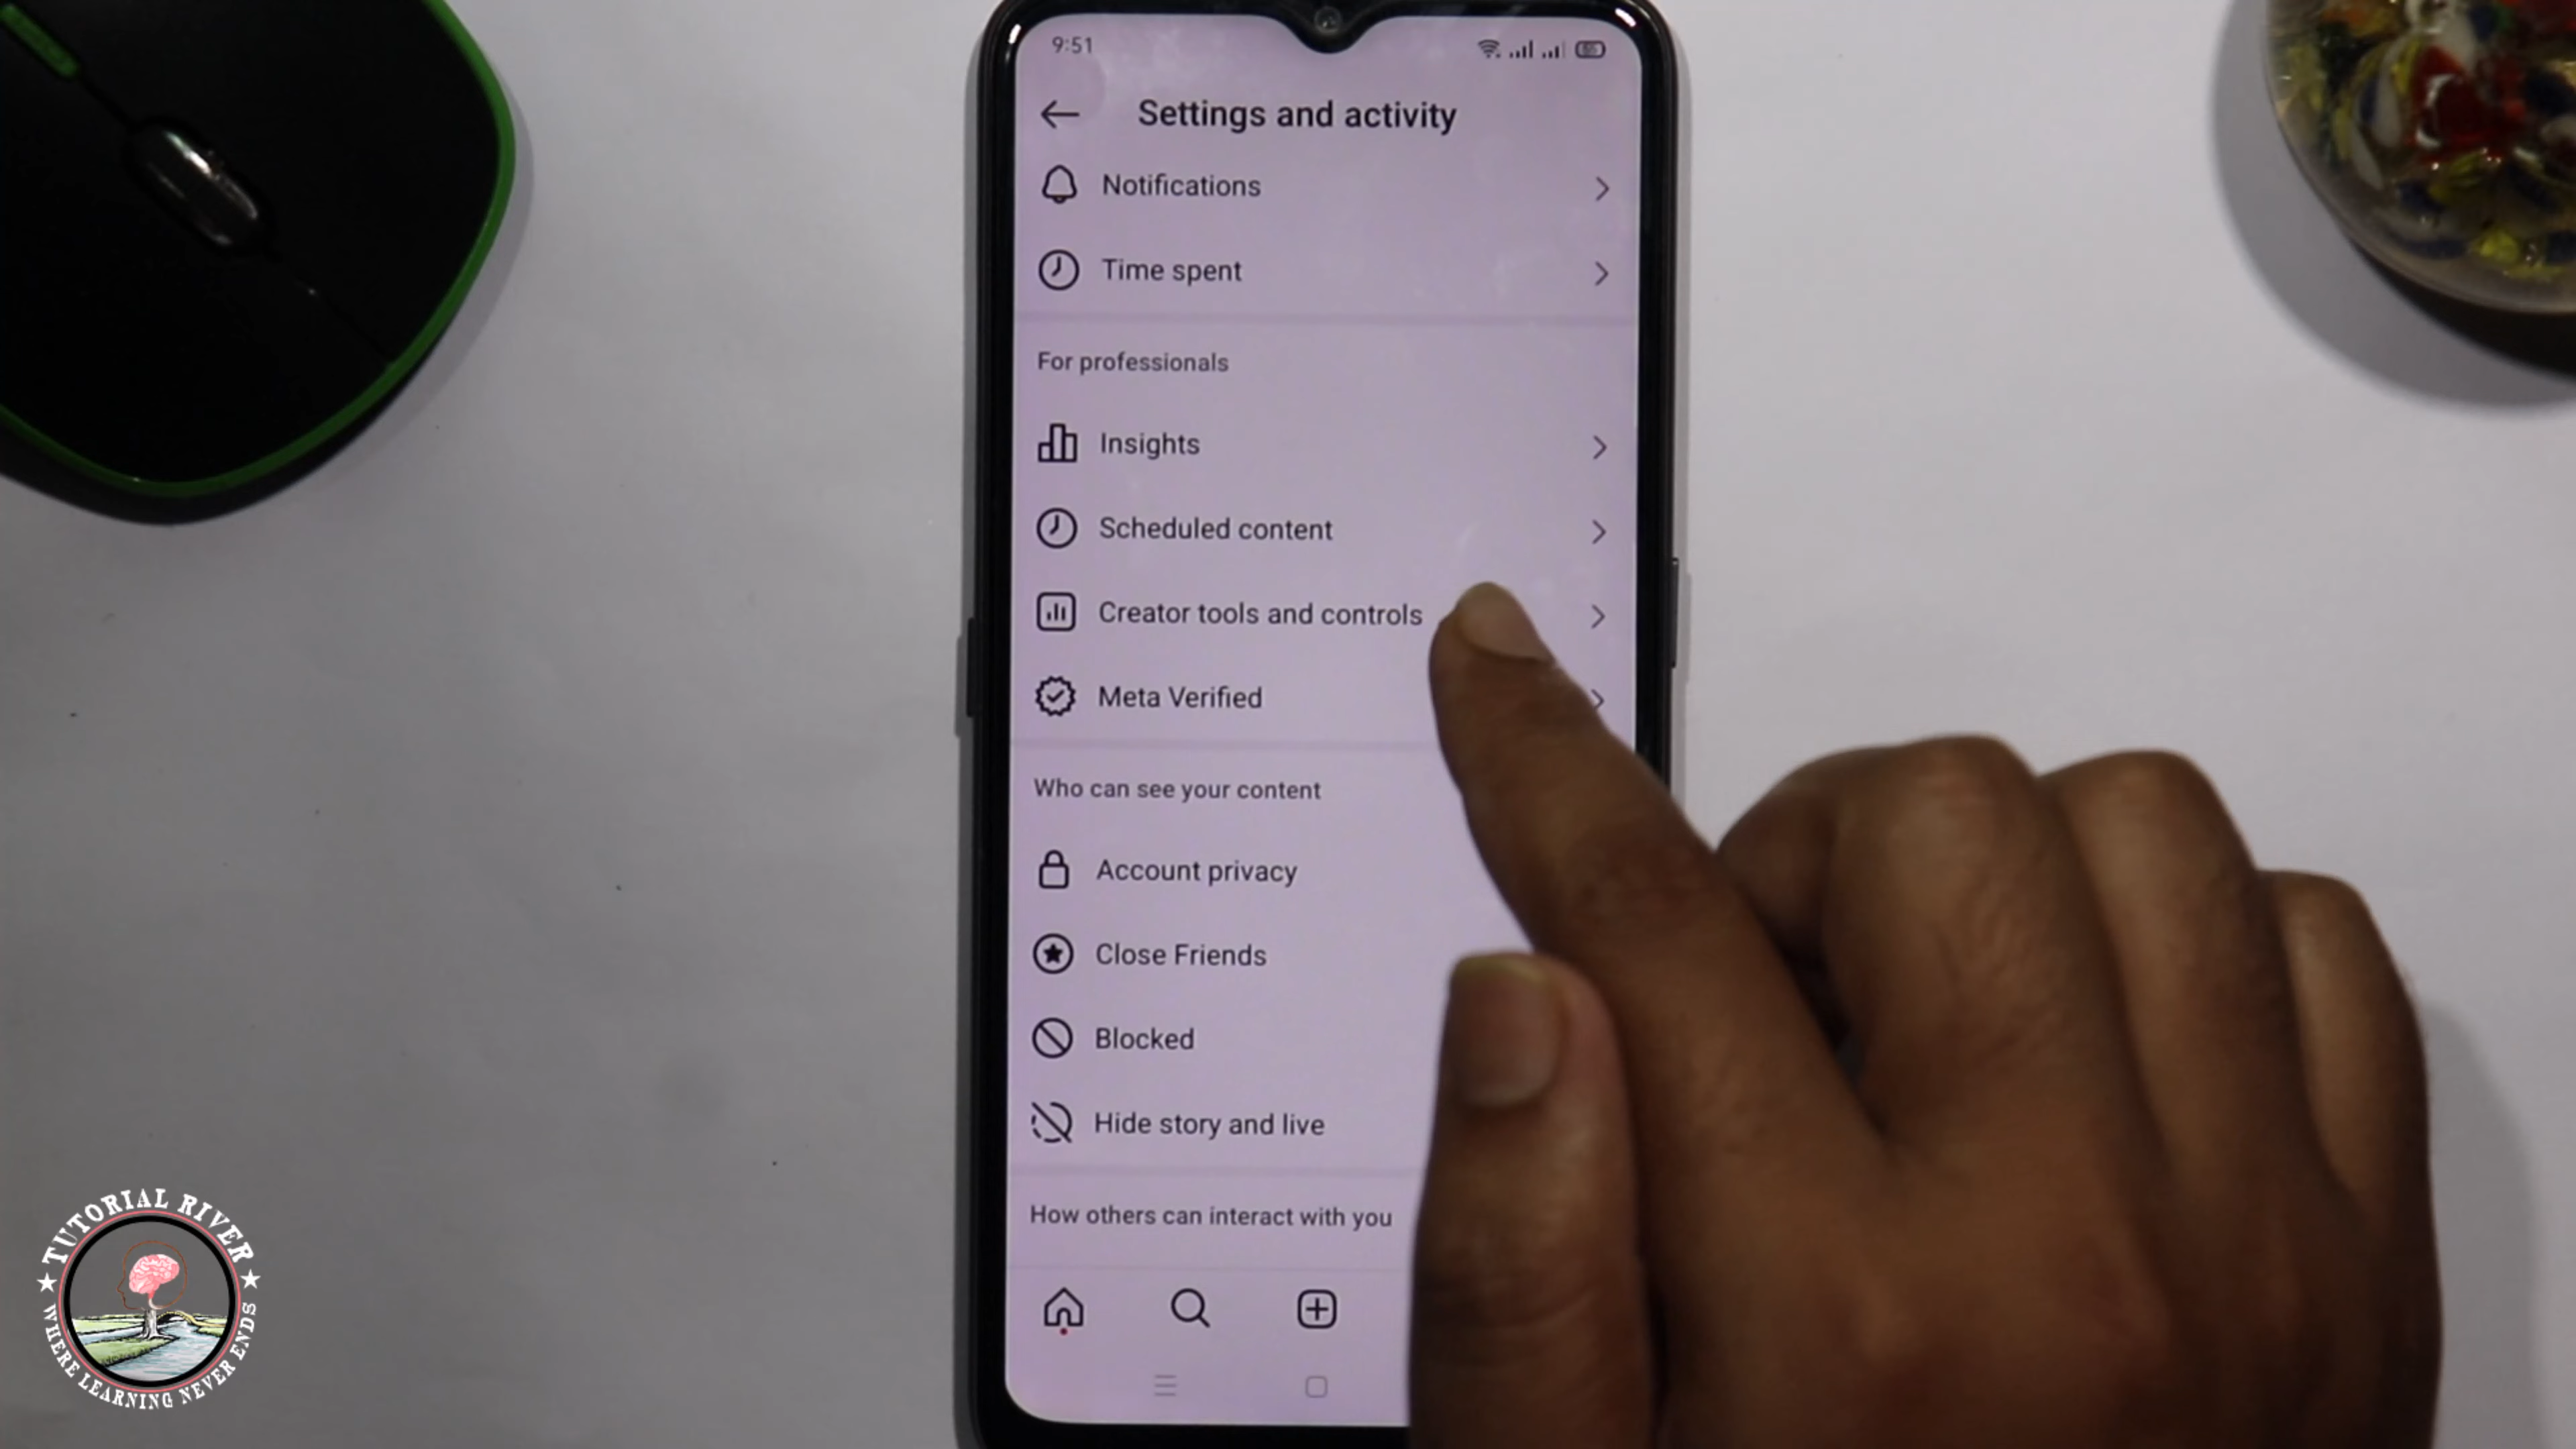 9:51
Settings and activity
Notifications
Time spent
For professionals
Insights
Scheduled content
Creator tools and controls
Meta Verified
Who can see your content
Account privacy
Close Friends
Blocked
Hide story and live
How others can interact with you
TUTORIAL RIVER
WHERE LEARNING NEVER ENDS